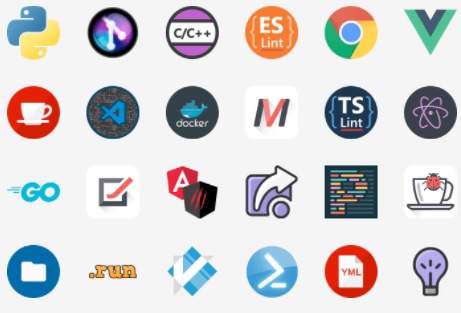 C/C++
ES
Lint
docker
M
TS
Lint
GO
A
.run
YML